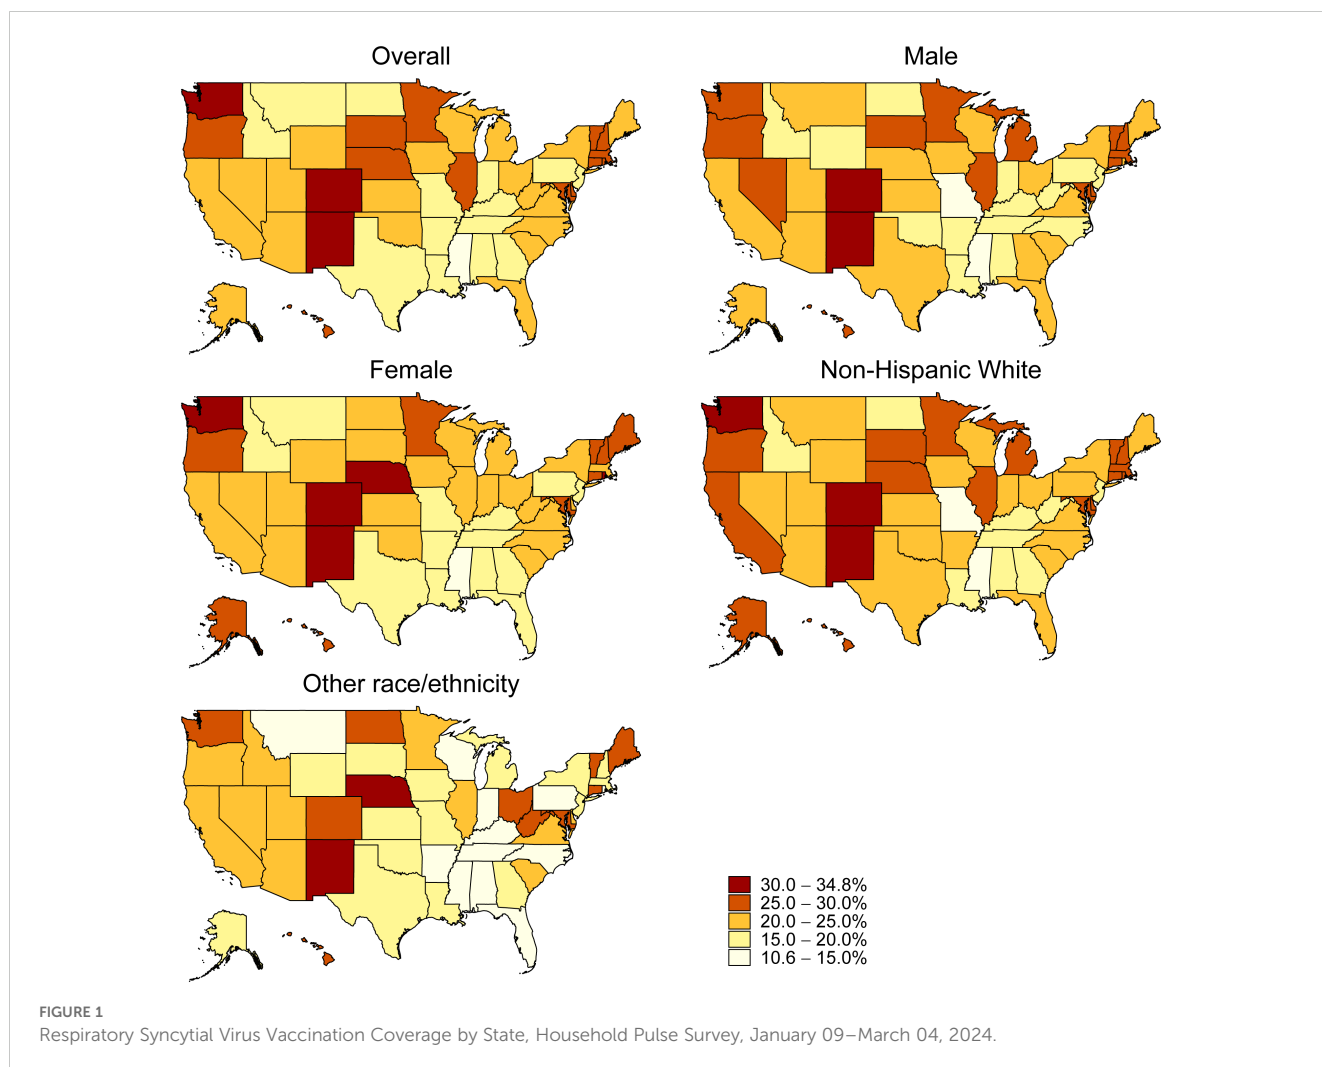 Overall
Male
Female
Non-Hispanic White
Other race/ethnicity
30.0 – 34.8%
25.0 – 30.0%
20.0 – 25.0%
15.0 – 20.0%
10.6 – 15.0%
FIGURE 1
Respiratory Syncytial Virus Vaccination Coverage by State, Household Pulse Survey, January 09–March 04, 2024.